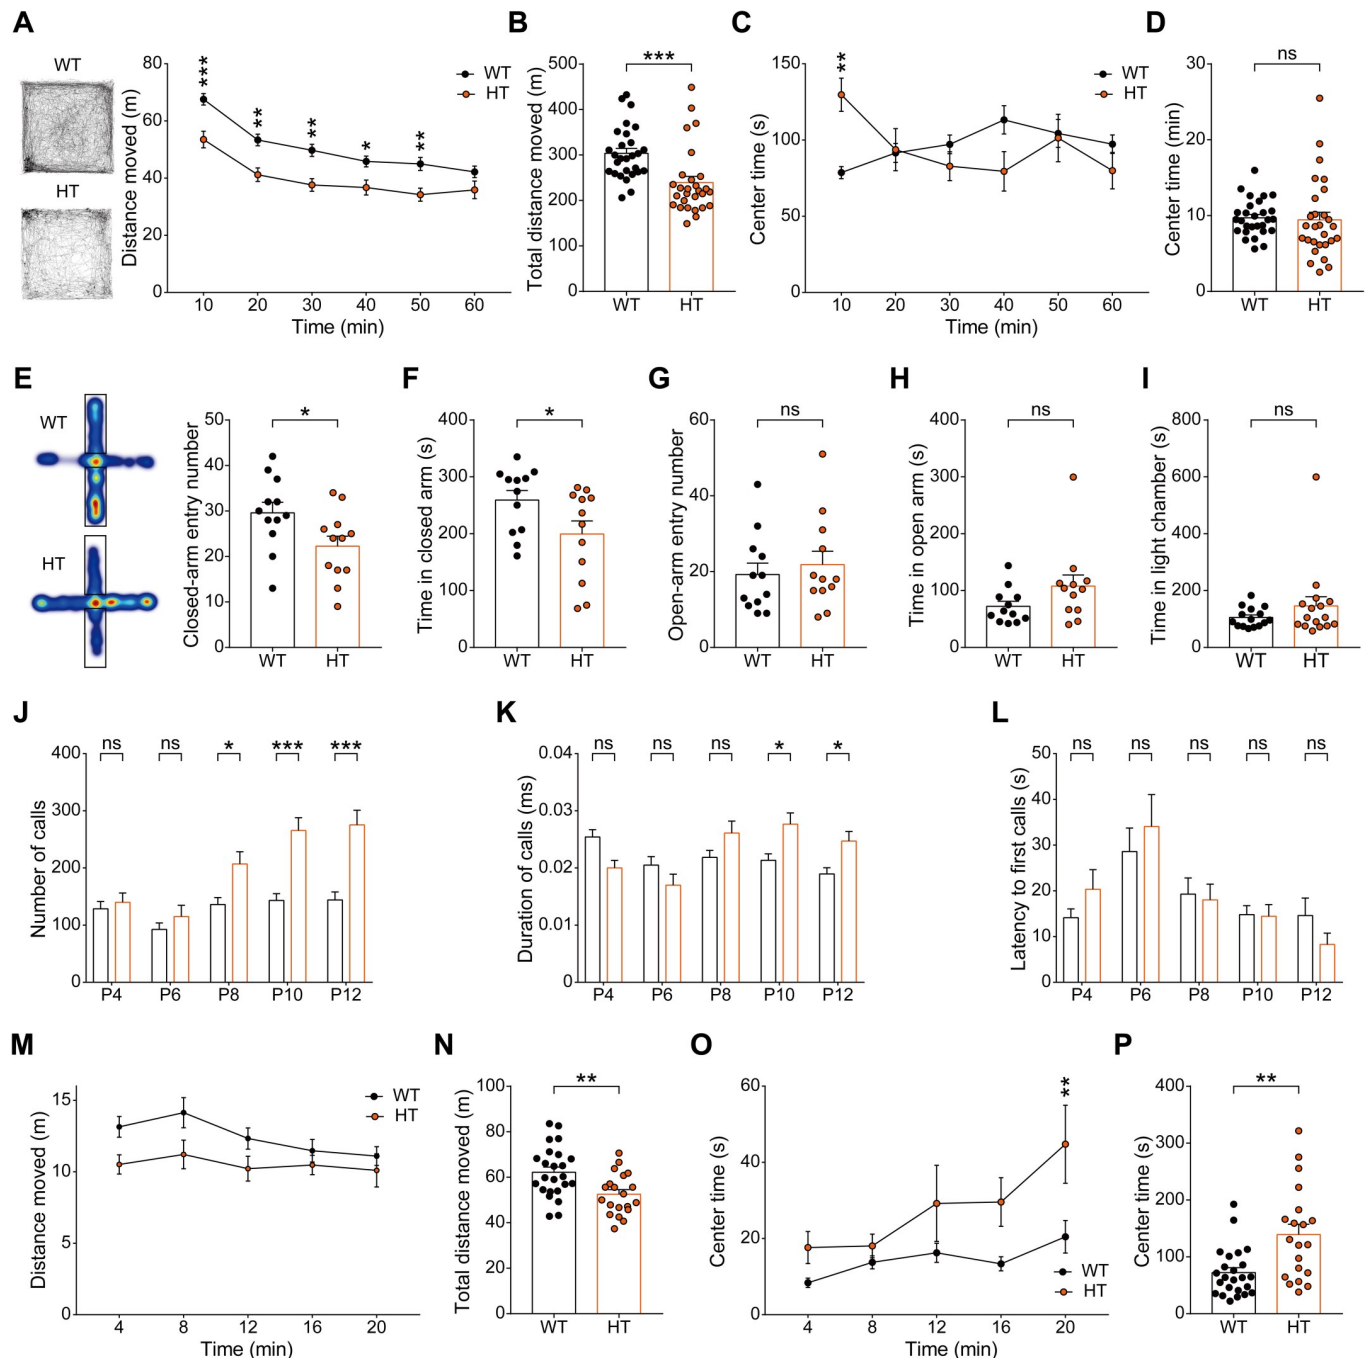 A
WT
HT
Distance moved (m)
80
60
40
20
0
***
**
**
*
**
WT
HT
10 20 30 40 50 60
Time (min)
B
Total distance moved (m)
500
400
300
200
100
0
***
WT HT
C
Center time (s)
150
100
50
0
**
WT
HT
10 20 30 40 50 60
Time (min)
D
Center time (min)
30
20
10
0
ns
WT HT
E
WT
HT
Closed-arm entry number
50
40
30
20
10
0
*
WT HT
F
Time in closed arm (s)
400
300
200
100
0
*
WT HT
G
Open-arm entry number
60
40
20
0
ns
WT HT
H
Time in open arm (s)
400
300
200
100
0
ns
WT HT
I
Time in light chamber (s)
800
600
400
200
0
ns
WT HT
J
Number of calls
400
300
200
100
0
ns ns * *** ***
P4 P6 P8 P10 P12
K
Duration of calls (ms)
0.04
0.03
0.02
0.01
0
ns ns ns * *
P4 P6 P8 P10 P12
L
Latency to first calls (s)
50
40
30
20
10
0
ns ns ns ns ns
P4 P6 P8 P10 P12
M
Distance moved (m)
15
10
5
0
WT
HT
4 8 12 16 20
Time (min)
N
Total distance moved (m)
100
80
60
40
20
0
**
WT HT
O
Center time (s)
60
40
20
0
**
WT
HT
4 8 12 16 20
Time (min)
P
Center time (s)
400
300
200
100
0
**
WT HT